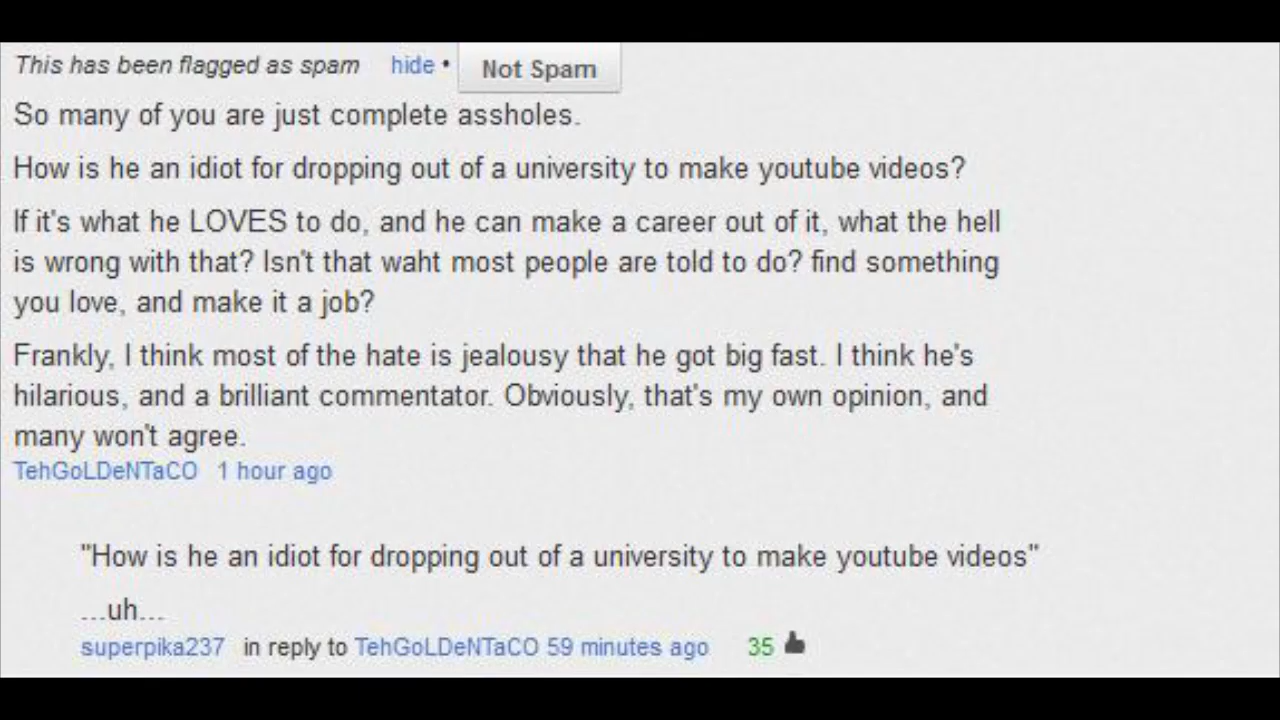 This has been flagged as spam hide • Not Spam
So many of you are just complete assholes.
How is he an idiot for dropping out of a university to make youtube videos?
If it's what he LOVES to do, and he can make a career out of it, what the hell
is wrong with that? Isn't that waht most people are told to do? find something
you love, and make it a job?
Frankly, I think most of the hate is jealousy that he got big fast. I think he's
hilarious, and a brilliant commentator. Obviously, that's my own opinion, and
many won't agree.
TehGoLDeNTaCO 1 hour ago
"How is he an idiot for dropping out of a university to make youtube videos"
...uh...
superpika237 in reply to TehGoLDeNTaCO 59 minutes ago 35